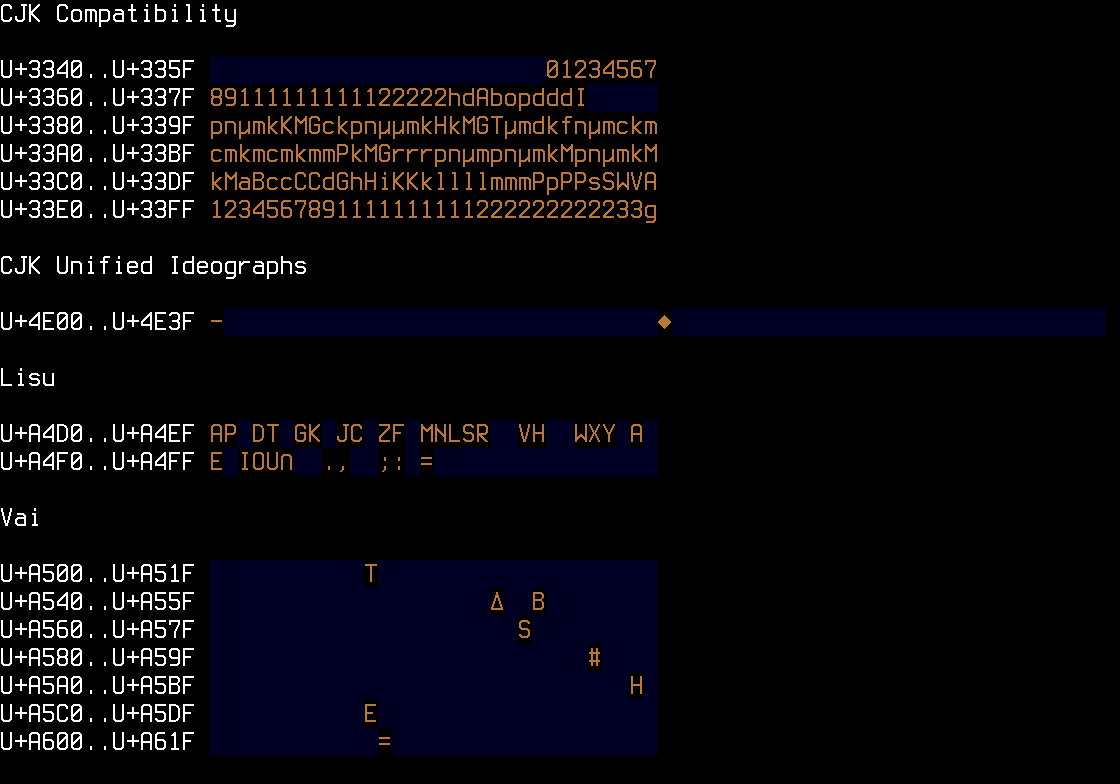 CJK Compatibility
U+3340..U+335F 01234567
U+3360..U+337F 89111111111122222hdAbopdddI
U+3380..U+339F pnµmkKMGckpnµµmkHkMGTµmdkfnµmckm
U+33A0..U+33BF cmkmcmkmmPkMGrrrpnµmpnµmkMpnµmkM
U+33C0..U+33DF kMaBccCCdGhHiKKkllllmmmPpPPsSWVA
U+33E0..U+33FF 1234567891111111111222222222233g
CJK Unified Ideographs
U+4E00..U+4E3F − ◆
Lisu
U+A4D0..U+A4EF AP DT GK JC ZF MNLSR  VH  WXY A
U+A4F0..U+A4FF E IOU∩  .,  ;: =
Vai
U+A500..U+A51F T
U+A540..U+A55F Δ  B
U+A560..U+A57F S
U+A580..U+A59F #
U+A5A0..U+A5BF H
U+A5C0..U+A5DF E
U+A600..U+A61F =